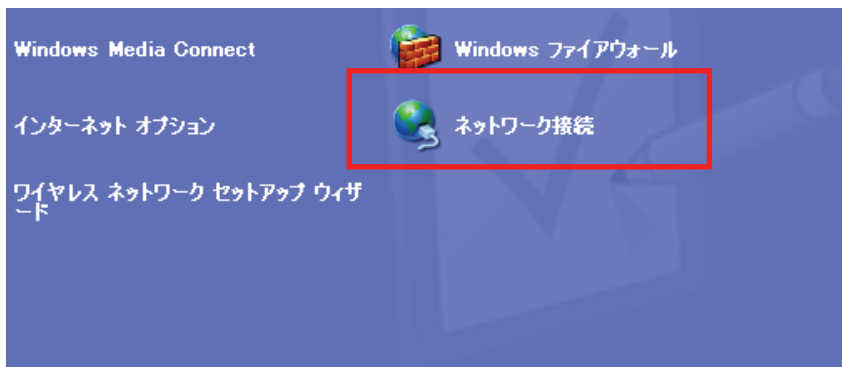 Windows Media Connect
Windows ファイアウォール
インターネット オプション
ネットワーク接続
ワイヤレス ネットワーク セットアップ ウィザ
ード